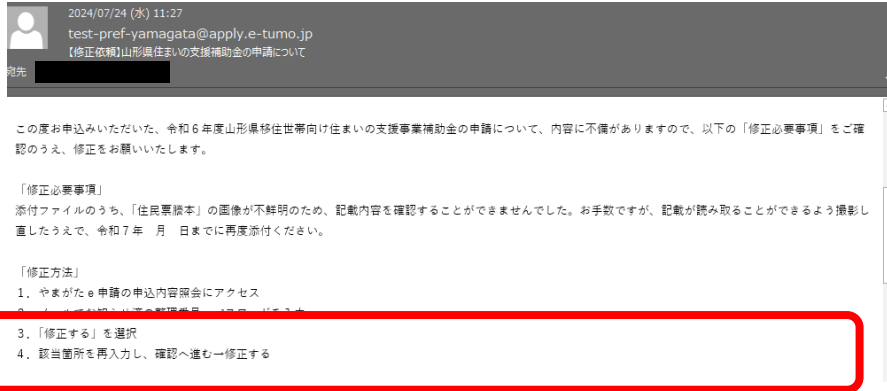 2024/07/24 (水) 11:27
test-pref-yamagata@apply.e-tumo.jp
【修正依頼】山形県住まいの支援補助金の申請について
宛先
この度お申込みいただいた、令和６年度山形県移住世帯向け住まいの支援事業補助金の申請について、内容に不備がありますので、以下の「修正必要事項」をご確
認のうえ、修正をお願いいたします。
「修正必要事項」
添付ファイルのうち、「住民票謄本」の画像が不鮮明のため、記載内容を確認することができませんでした。お手数ですが、記載が読み取ることができるよう撮影し
直したうえで、令和７年　月　日までに再度添付ください。
「修正方法」
１．やまがたｅ申請の申込内容照会にアクセス
３．「修正する」を選択
４．該当箇所を再入力し、確認へ進む→修正する